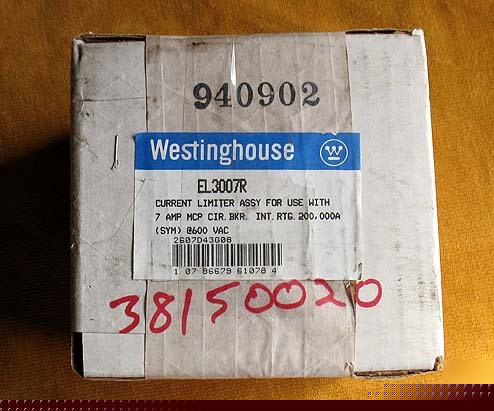 940902
Westinghouse
EL3007R
CURRENT LIMITER ASSY FOR USE WITH
7 AMP MCP CIR.BKR. INT.RTG.200,000A
(SYM) @600 VAC
2607D43G08
1 07 86679 61078 4
38150020